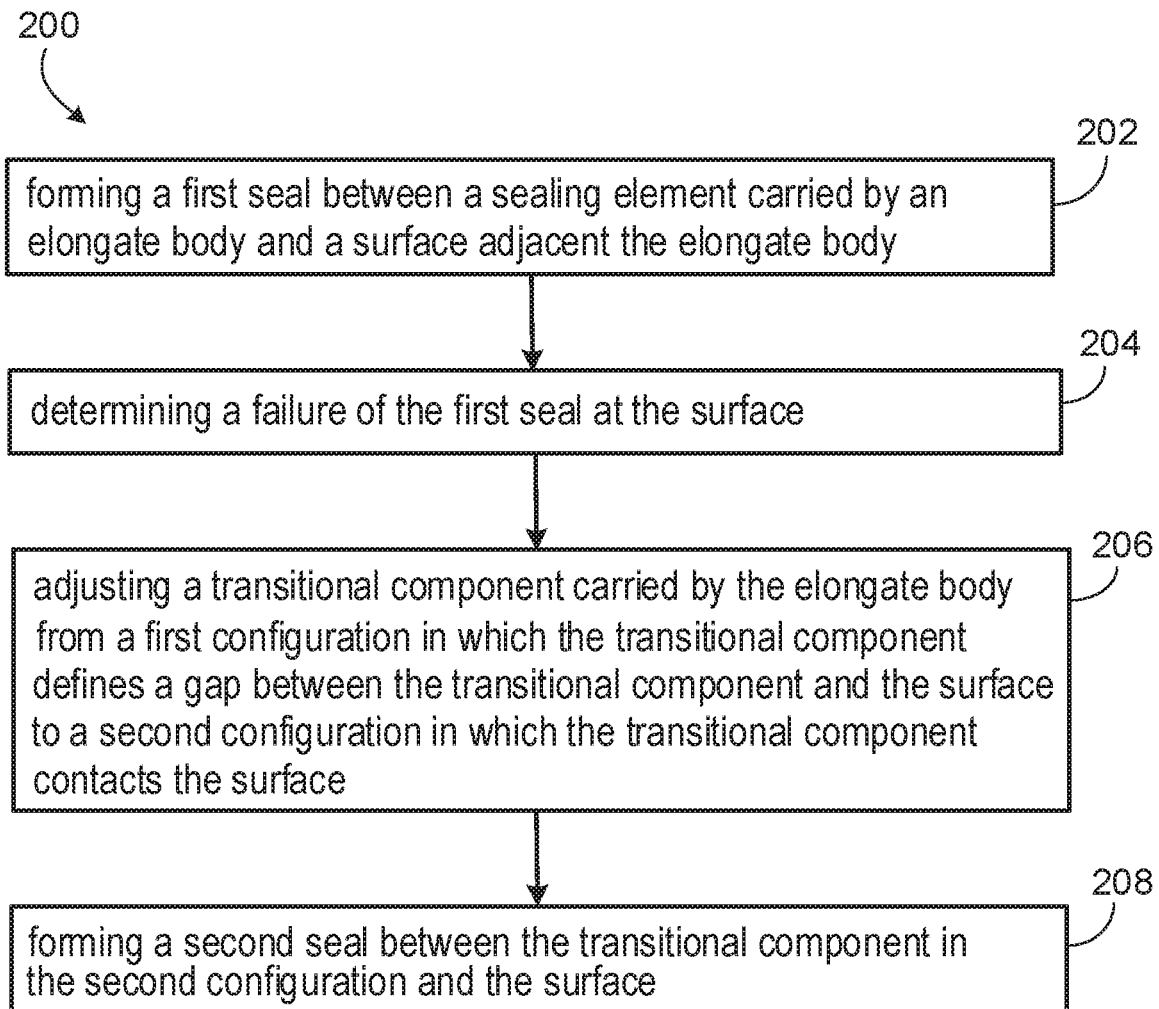 200
202
forming a first seal between a sealing element carried by an
elongate body and a surface adjacent the elongate body
204
determining a failure of the first seal at the surface
206
adjusting a transitional component carried by the elongate body
from a first configuration in which the transitional component
defines a gap between the transitional component and the surface
to a second configuration in which the transitional component
contacts the surface
208
forming a second seal between the transitional component in
the second configuration and the surface